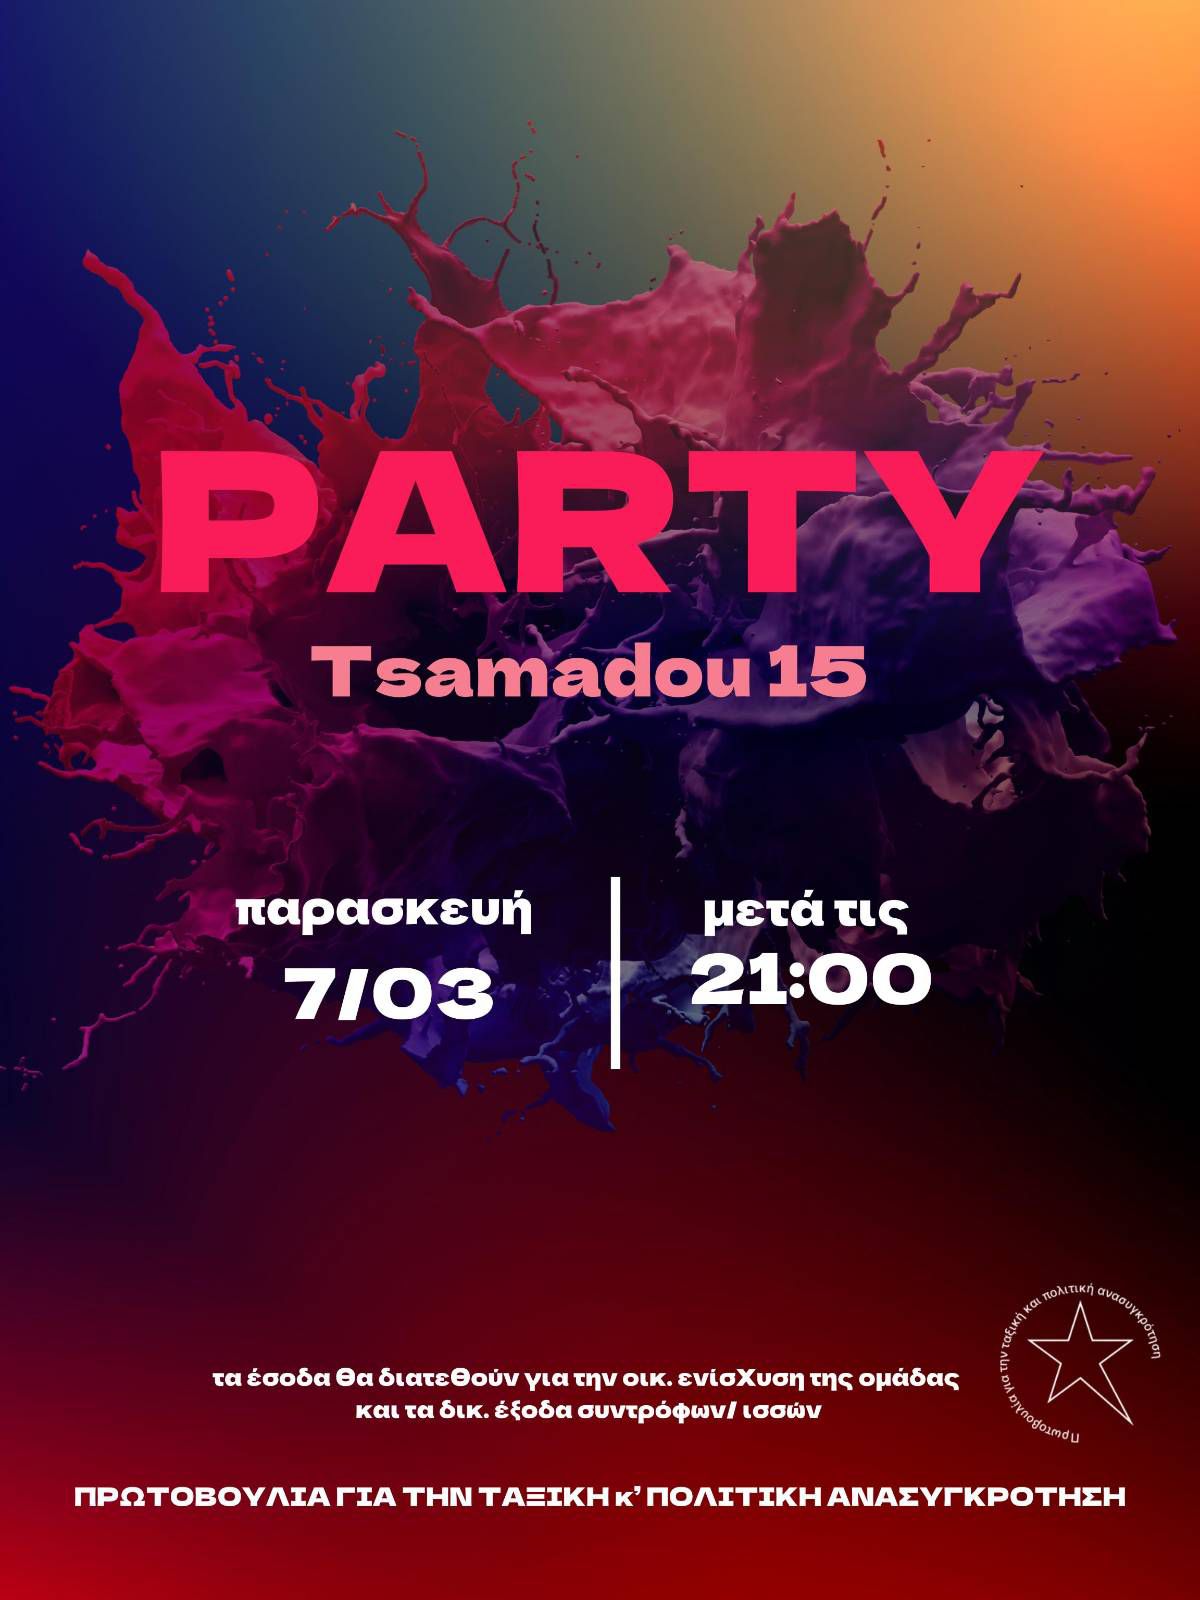 PARTY
Tsamadou 15
παρασκευή
7/03
μετά τις
21:00
Πρωτοβουλία για την ταξική και πολιτική ανασυγκρότηση
τα έσοδα θα διατεθούν για την οικ. ενίσΧυση της ομάδας
και τα δικ. έξοδα συντρόφων/ ισσών
ΠΡΩΤΟΒΟΥΛΙΑ ΓΙΑ ΤΗΝ ΤΑΞΙΚΗ κ’ ΠΟΛΙΤΙΚΗ ΑΝΑΣΥΓΚΡΟΤΗΣΗ